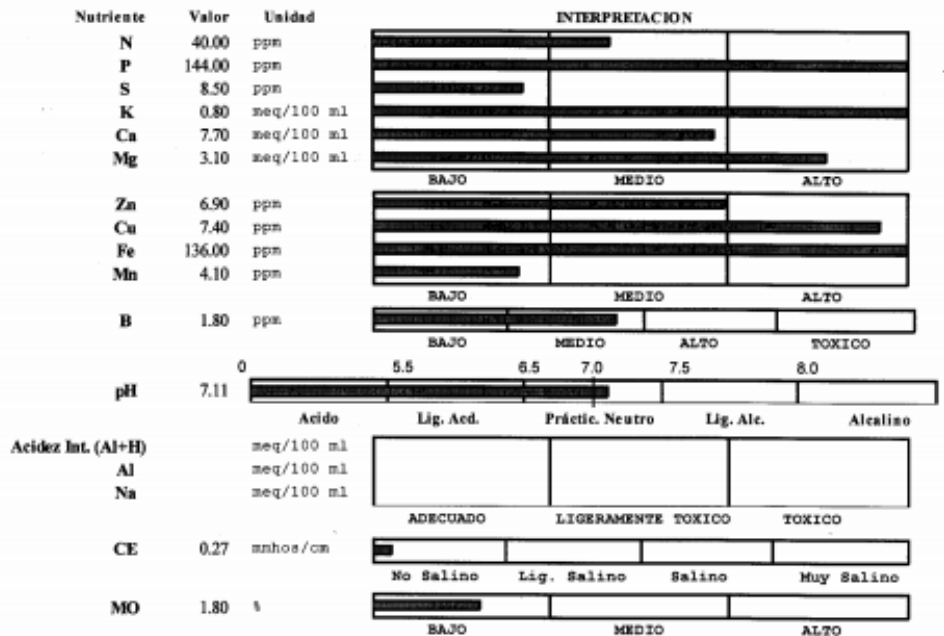 Nutriente Valor Unidad INTERPRETACION
N 40.00 ppm
P 144.00 ppm
S 8.50 ppm
K 0.80 meq/100 ml
Ca 7.70 meq/100 ml
Mg 3.10 meq/100 ml
BAJO MEDIO ALTO
Zn 6.90 ppm
Cu 7.40 ppm
Fe 136.00 ppm
Mn 4.10 ppm
BAJO MEDIO ALTO
B 1.80 ppm
BAJO MEDIO ALTO TOXICO
0 5.5 6.5 7.0 7.5 8.0
pH 7.11
Acido Lig. Acd. Práctic. Neutro Lig. Alc. Alcalino
Acidez Int. (Al+H) meq/100 ml
Al meq/100 ml
Na meq/100 ml
ADECUADO LIGERAMENTE TOXICO TOXICO
CE 0.27 mmhos/cm
No Salino Lig. Salino Salino Muy Salino
MO 1.80 %
BAJO MEDIO ALTO